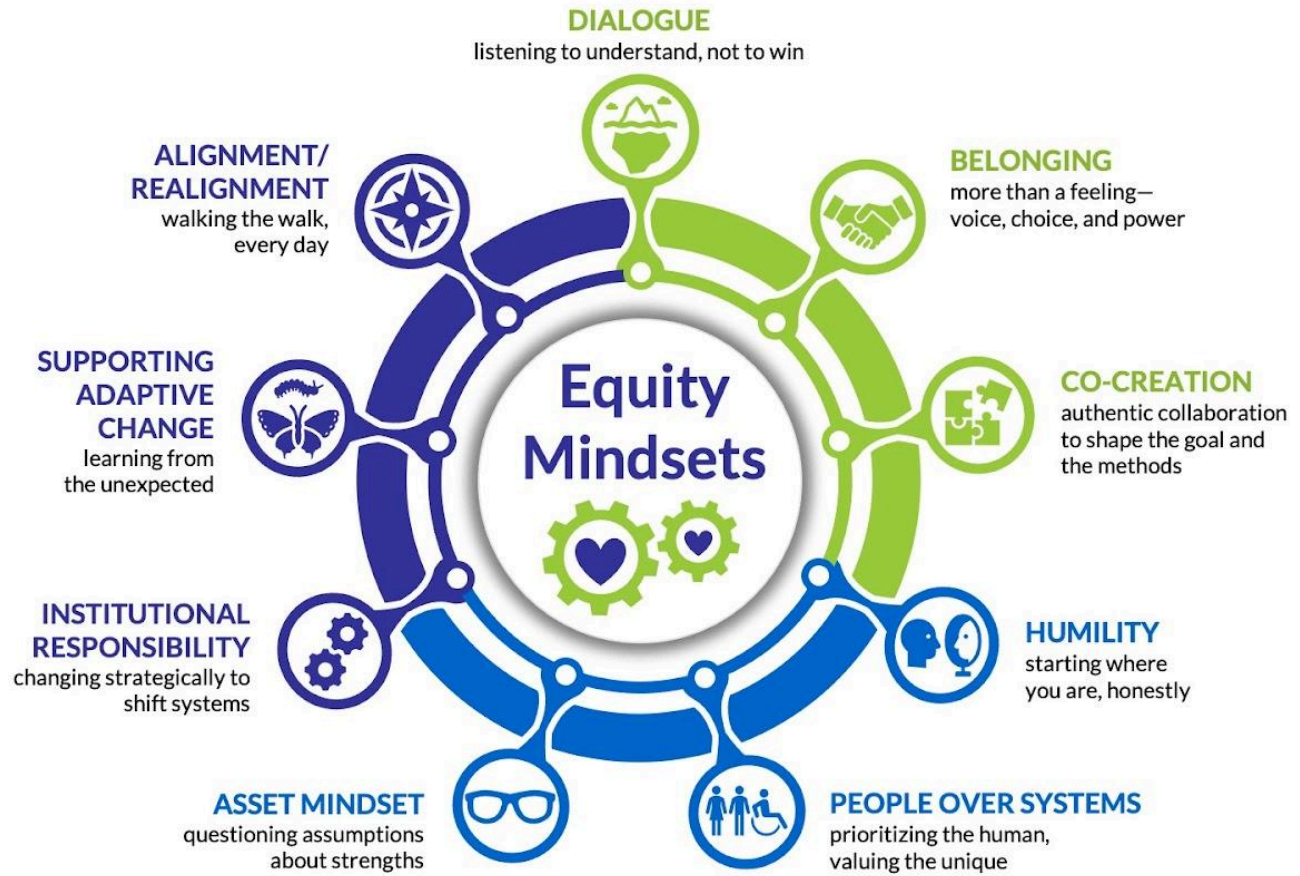 DIALOGUE
listening to understand, not to win
BELONGING
more than a feeling—
voice, choice, and power
CO-CREATION
authentic collaboration
to shape the goal and
the methods
HUMILITY
starting where
you are, honestly
PEOPLE OVER SYSTEMS
prioritizing the human,
valuing the unique
ASSET MINDSET
questioning assumptions
about strengths
INSTITUTIONAL
RESPONSIBILITY
changing strategically to
shift systems
SUPPORTING
ADAPTIVE
CHANGE
learning from
the unexpected
ALIGNMENT/
REALIGNMENT
walking the walk,
every day
Equity
Mindsets